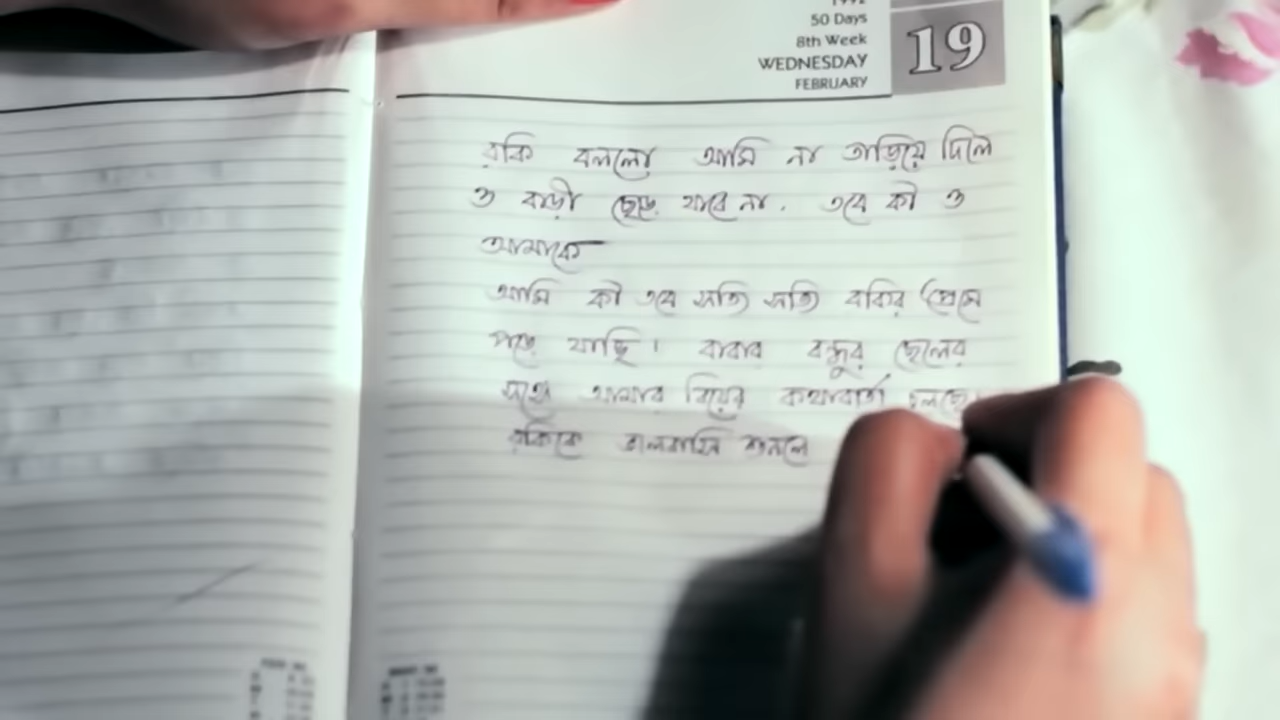 50 Days
8th Week
WEDNESDAY
FEBRUARY
19
রকি বললো আমি না তাড়িয়ে দিলে
ও বাড়ী ছেড়ে যাবে না. তবে কী ও
আমাকে
আমি কী তবে সত্যি সত্যি রকির প্রেমে
পড়ে যাচ্ছি। বাবার বন্ধুর ছেলের
সঙ্গে আমার বিয়ের কথাবার্তা চলছে।
রকিকে ভালবাসি শুনলে